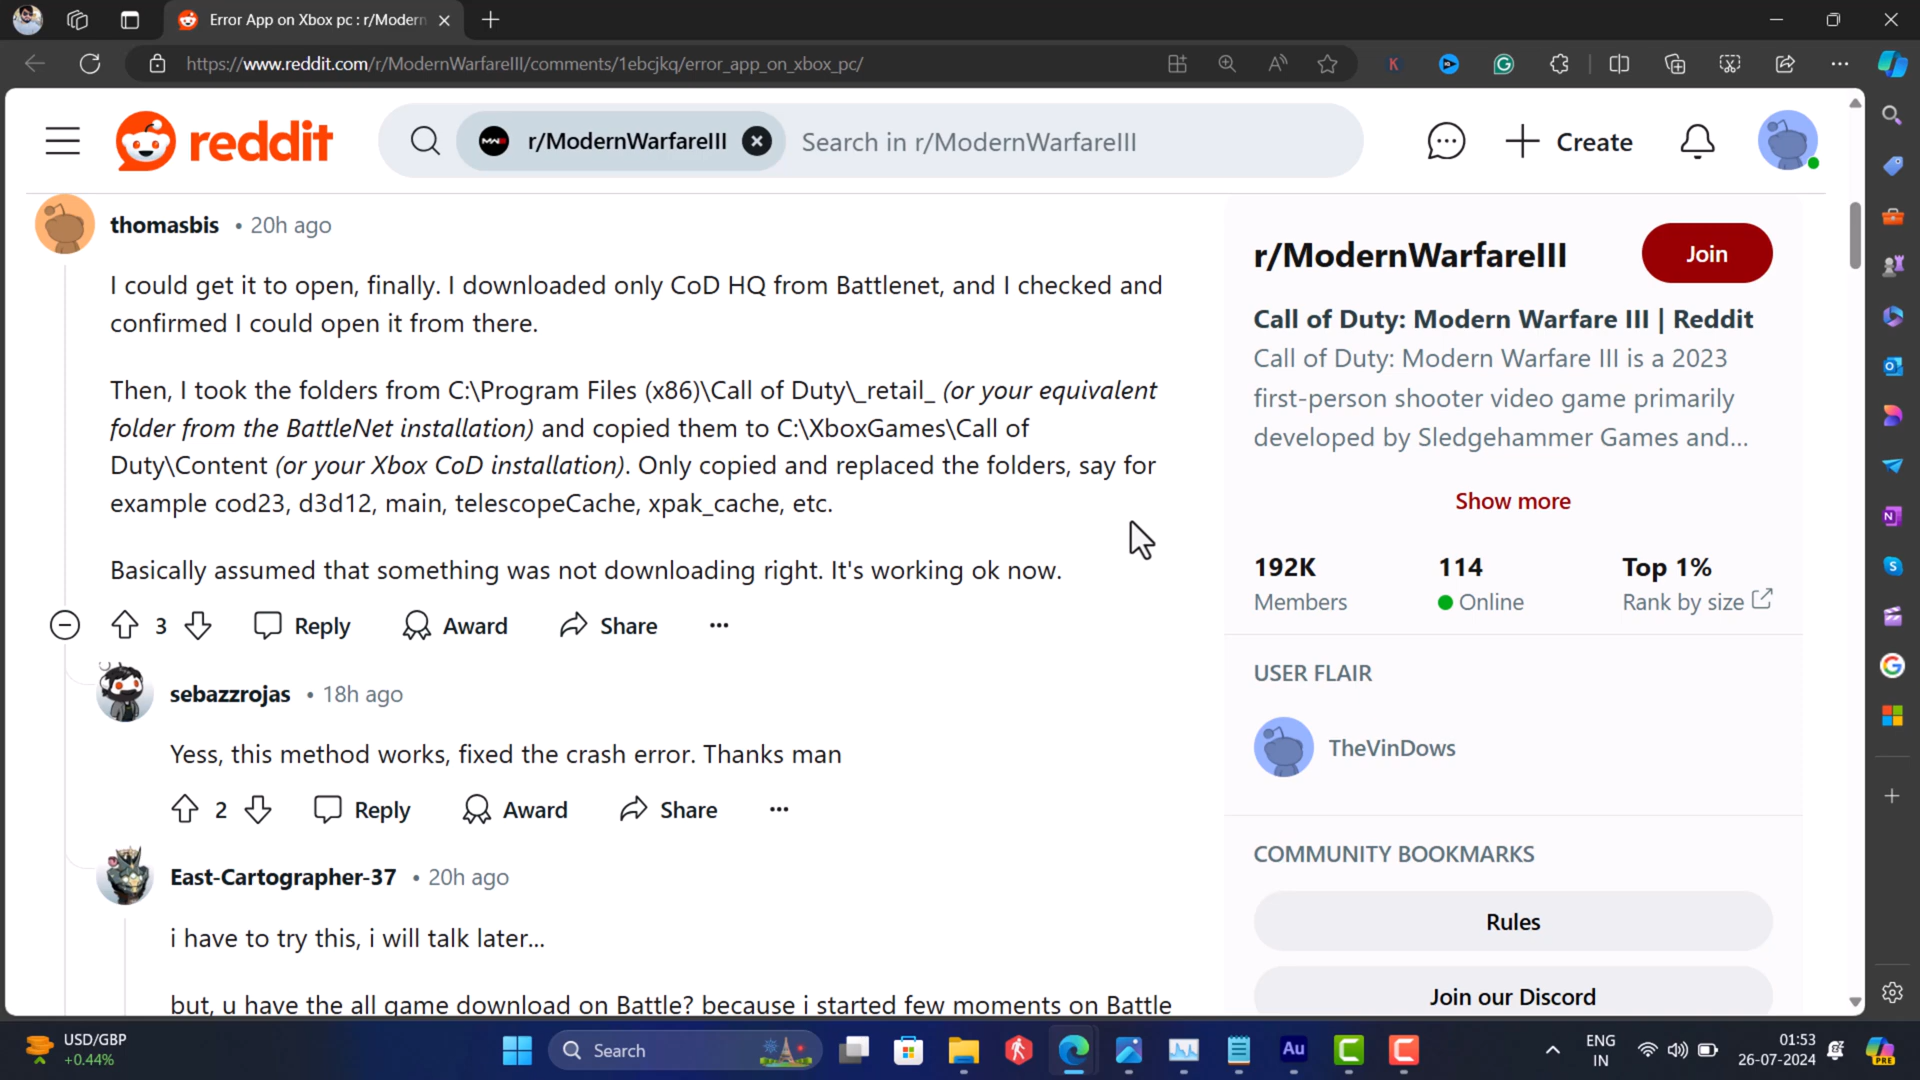 Error App on Xbox pc : r/Modern
https://www.reddit.com/r/ModernWarfareIII/comments/1ebcjkq/error_app_on_xbox_pc/
reddit
r/ModernWarfareIII
Search in r/ModernWarfareIII
Create
thomasbis • 20h ago
I could get it to open, finally. I downloaded only CoD HQ from Battlenet, and I checked and
confirmed I could open it from there.
Then, I took the folders from C:\Program Files (x86)\Call of Duty\_retail_ (or your equivalent
folder from the BattleNet installation) and copied them to C:\XboxGames\Call of
Duty\Content (or your Xbox CoD installation). Only copied and replaced the folders, say for
example cod23, d3d12, main, telescopeCache, xpak_cache, etc.
Basically assumed that something was not downloading right. It's working ok now.
3
Reply
Award
Share
sebazzrojas • 18h ago
Yess, this method works, fixed the crash error. Thanks man
2
Reply
Award
Share
East-Cartographer-37 • 20h ago
i have to try this, i will talk later...
but, u have the all game download on Battle? because i started few moments on Battle
r/ModernWarfareIII
Join
Call of Duty: Modern Warfare III | Reddit
Call of Duty: Modern Warfare III is a 2023
first-person shooter video game primarily
developed by Sledgehammer Games and...
Show more
192K
Members
114
Online
Top 1%
Rank by size
USER FLAIR
TheVinDows
COMMUNITY BOOKMARKS
Rules
Join our Discord
USD/GBP
+0.44%
Search
Au
ENG
IN
01:53
26-07-2024
PRE